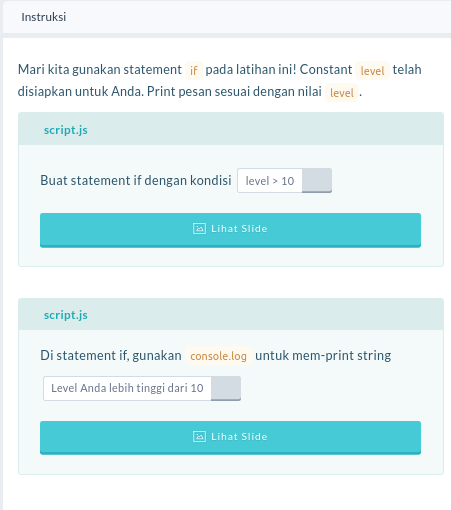 Instruksi
Mari kita gunakan statement if pada latihan ini! Constant level telah
disiapkan untuk Anda. Print pesan sesuai dengan nilai level.
script.js
Buat statement if dengan kondisi level > 10
Lihat Slide
script.js
Di statement if, gunakan console.log untuk mem-print string
Level Anda lebih tinggi dari 10
Lihat Slide